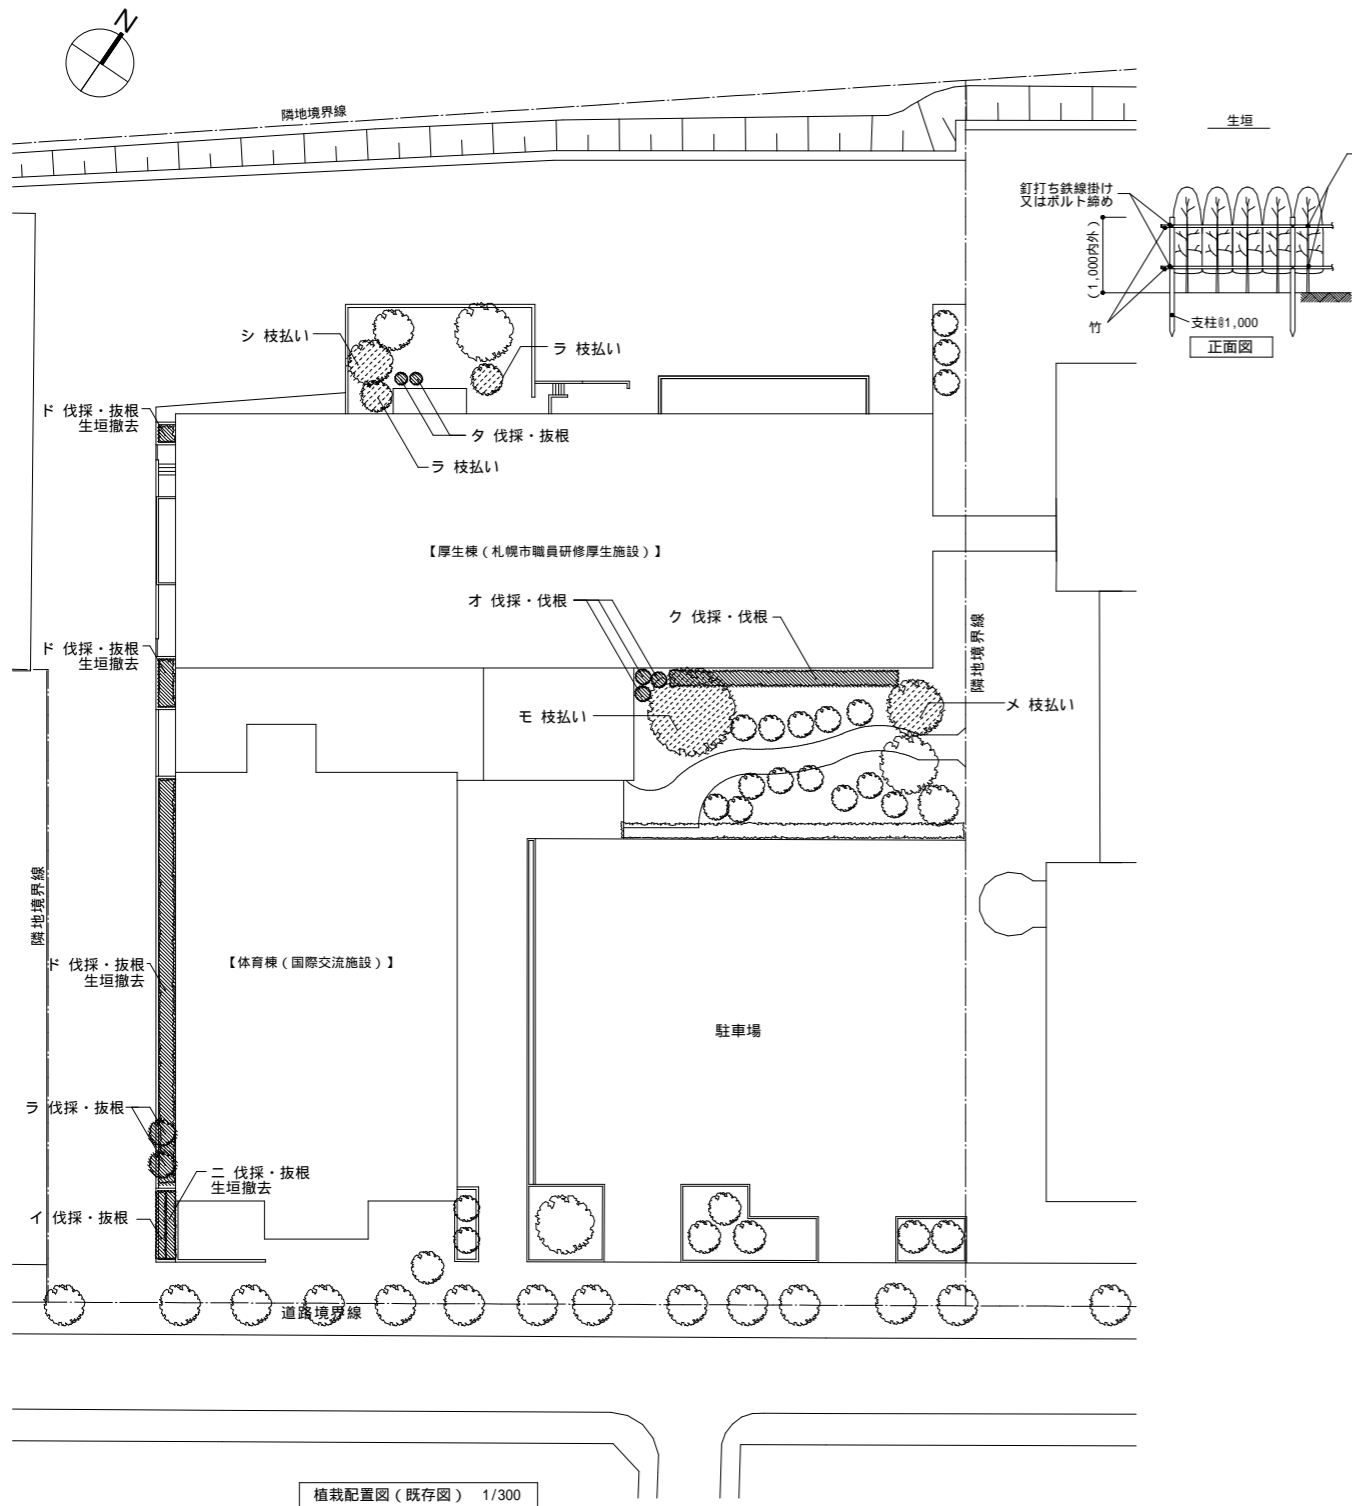 N
隣地境界線
生垣
釘打ち鉄線掛け
又はボルト締め
(1,000内外)
竹
支柱@1,000
正面図
シ 枝払い
ラ 枝払い
ド 伐採・抜根
生垣撤去
タ 伐採・抜根
ラ 枝払い
【厚生棟(札幌市職員研修厚生施設)】
オ 伐採・伐根
ク 伐採・伐根
ド 伐採・抜根
生垣撤去
隣地境界線
モ 枝払い
メ 枝払い
隣地境界線
ド 伐採・抜根
生垣撤去
【体育棟(国際交流施設)】
駐車場
ラ 伐採・抜根
ニ 伐採・抜根
生垣撤去
イ 伐採・抜根
道路境界線
植栽配置図(既存図) 1/300